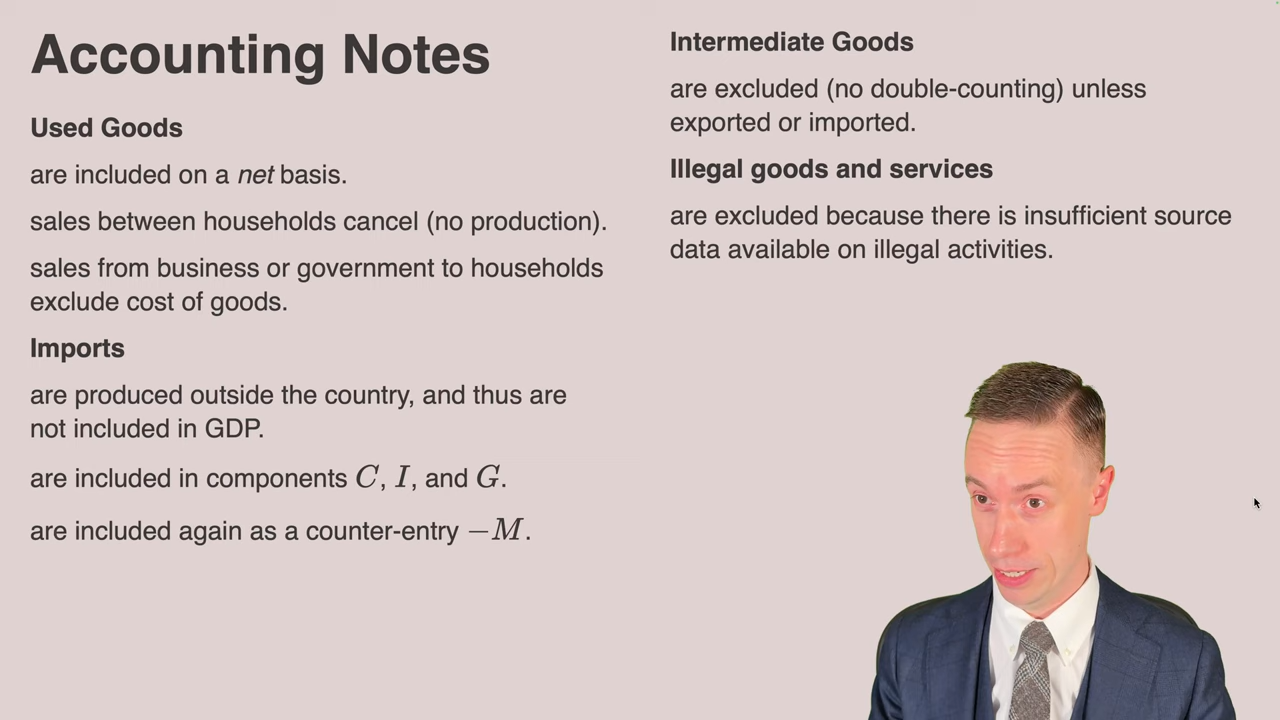 Accounting Notes
Used Goods
are included on a net basis.
sales between households cancel (no production).
sales from business or government to households
exclude cost of goods.
Imports
are produced outside the country, and thus are
not included in GDP.
are included in components C, I, and G.
are included again as a counter-entry −M.
Intermediate Goods
are excluded (no double-counting) unless
exported or imported.
Illegal goods and services
are excluded because there is insufficient source
data available on illegal activities.